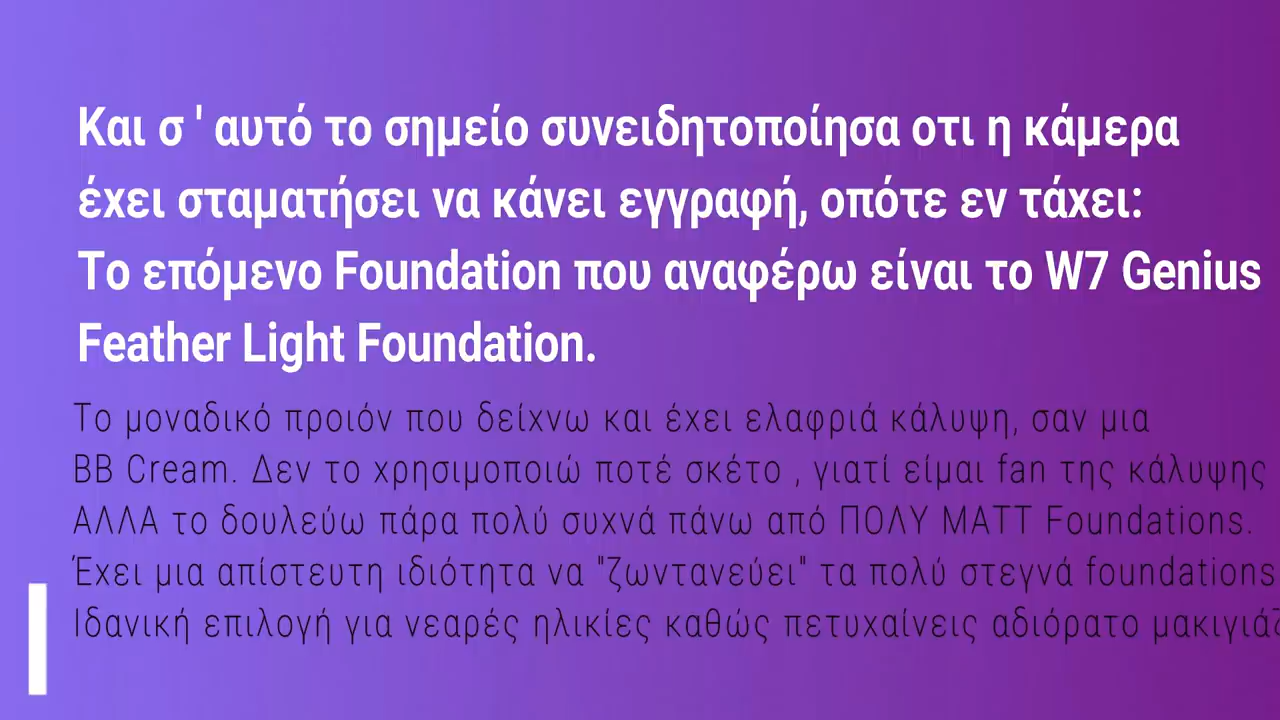 Και σ ' αυτό το σημείο συνειδητοποίησα οτι η κάμερα
έχει σταματήσει να κάνει εγγραφή, οπότε εν τάχει:
Το επόμενο Foundation που αναφέρω είναι το W7 Genius
Feather Light Foundation.
Το μοναδικό προιόν που δείχνω και έχει ελαφριά κάλυψη, σαν μια
BB Cream. Δεν το χρησιμοποιώ ποτέ σκέτο , γιατί είμαι fan της κάλυψης
ΑΛΛΑ το δουλεύω πάρα πολύ συχνά πάνω από ΠΟΛΥ ΜΑΤΤ Foundations.
Έχει μια απίστευτη ιδιότητα να "ζωντανεύει" τα πολύ στεγνά foundations
Ιδανική επιλογή για νεαρές ηλικίες καθώς πετυχαίνεις αδιόρατο